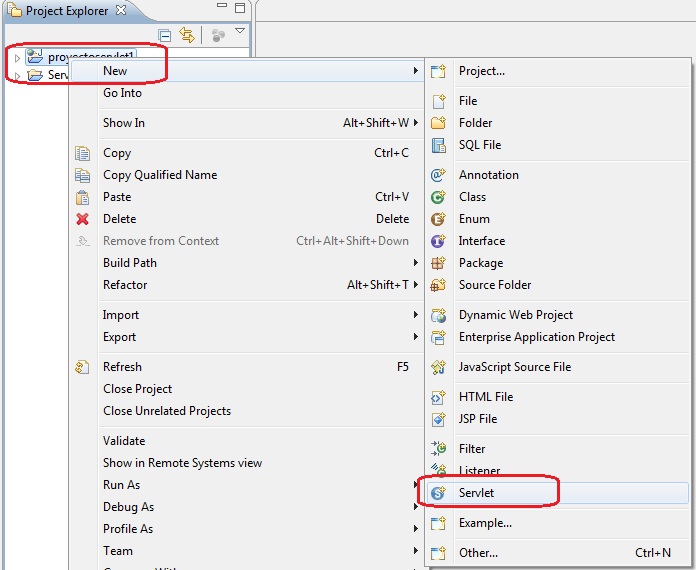 Project Explorer
proyectoservlet1
Serv
New
Go Into
Show In Alt+Shift+W
Copy Ctrl+C
Copy Qualified Name
Paste Ctrl+V
Delete Delete
Remove from Context Ctrl+Alt+Shift+Down
Build Path
Refactor Alt+Shift+T
Import
Export
Refresh F5
Close Project
Close Unrelated Projects
Validate
Show in Remote Systems view
Run As
Debug As
Profile As
Team
Project...
File
Folder
SQL File
Annotation
Class
Enum
Interface
Package
Source Folder
Dynamic Web Project
Enterprise Application Project
JavaScript Source File
HTML File
JSP File
Filter
Listener
Servlet
Example...
Other... Ctrl+N